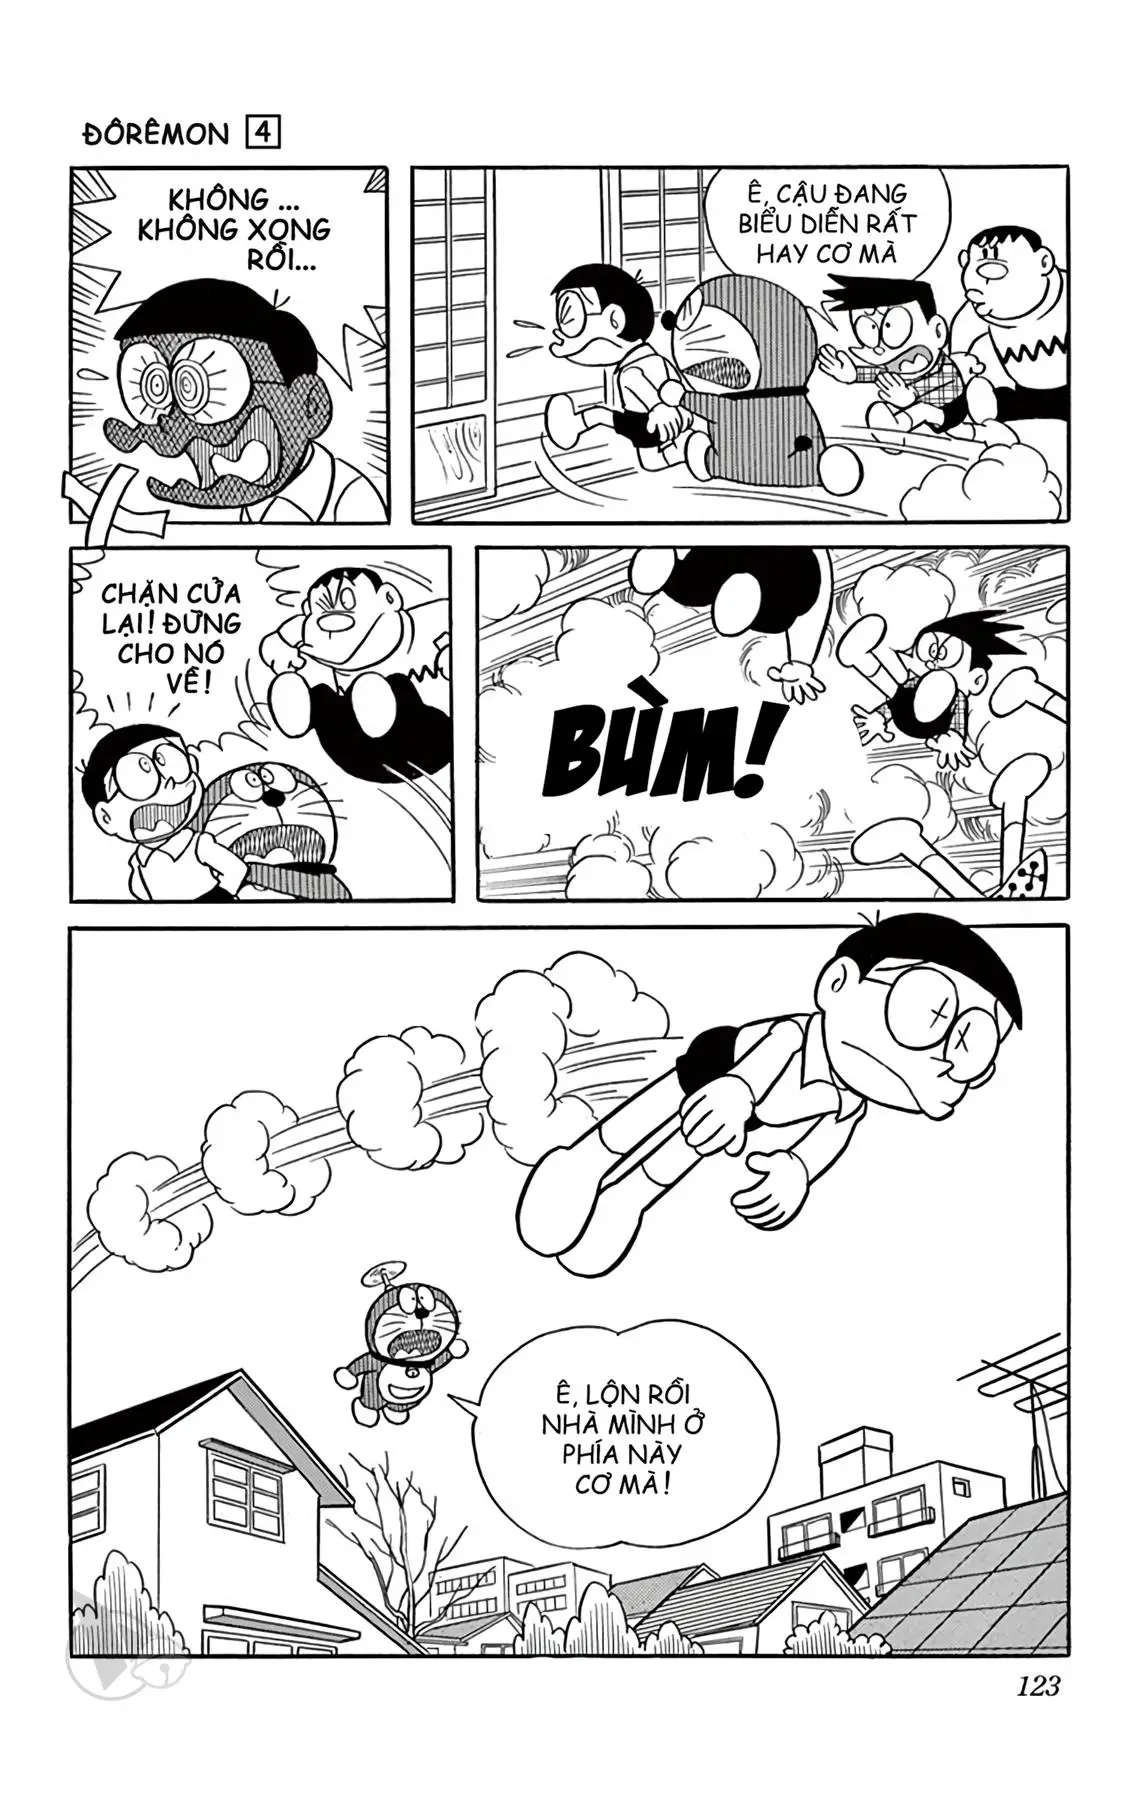 ĐÔRÊMON 4
KHÔNG ...
KHÔNG XONG
RỒI...
Ê, CẬU ĐANG
BIỂU DIỄN RẤT
HAY CƠ MÀ
CHẶN CỬA
LẠI! ĐỪNG
CHO NÓ
VỀ!
BÙM!
Ê, LỘN RỒI
NHÀ MÌNH Ở
PHÍA NÀY
CƠ MÀ!
123